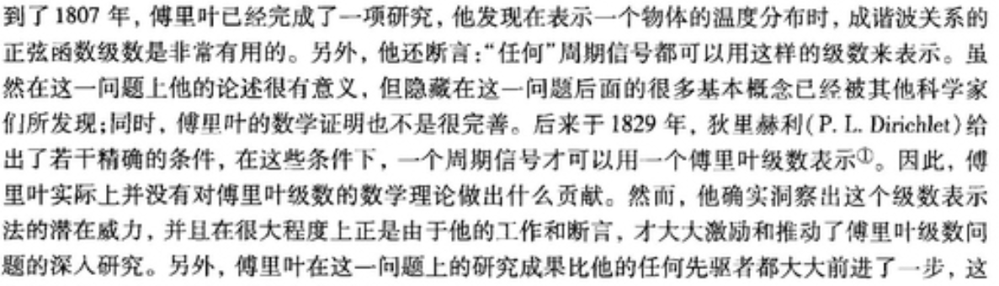 到了 1807 年，傅里叶已经完成了一项研究，他发现在表示一个物体的温度分布时，成谐波关系的
正弦函数级数是非常有用的。另外，他还断言：“任何”周期信号都可以用这样的级数来表示。虽
然在这一问题上他的论述很有意义，但隐藏在这一问题后面的很多基本概念已经被其他科学家
们所发现；同时，傅里叶的数学证明也不是很完善。后来于 1829 年，狄里赫利(P. L. Dirichlet)给
出了若干精确的条件，在这些条件下，一个周期信号才可以用一个傅里叶级数表示①。因此，傅
里叶实际上并没有对傅里叶级数的数学理论做出什么贡献。然而，他确实洞察出这个级数表示
法的潜在威力，并且在很大程度上正是由于他的工作和断言，才大大激励和推动了傅里叶级数问
题的深入研究。另外，傅里叶在这一问题上的研究成果比他的任何先驱者都大大前进了一步，这